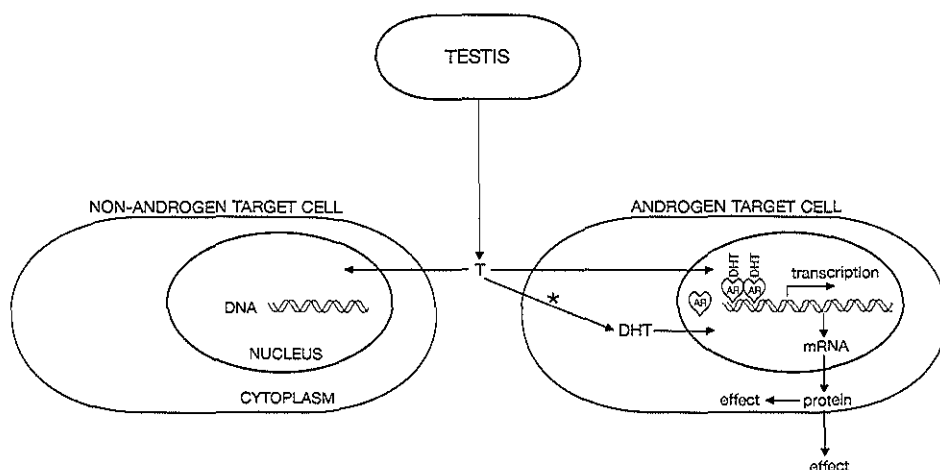 TESTIS
NON-ANDROGEN TARGET CELL
ANDROGEN TARGET CELL
T
DHT
DHT
transcription
AR
AR
AR
DNA
*
DHT
mRNA
NUCLEUS
CYTOPLASM
effect
protein
effect